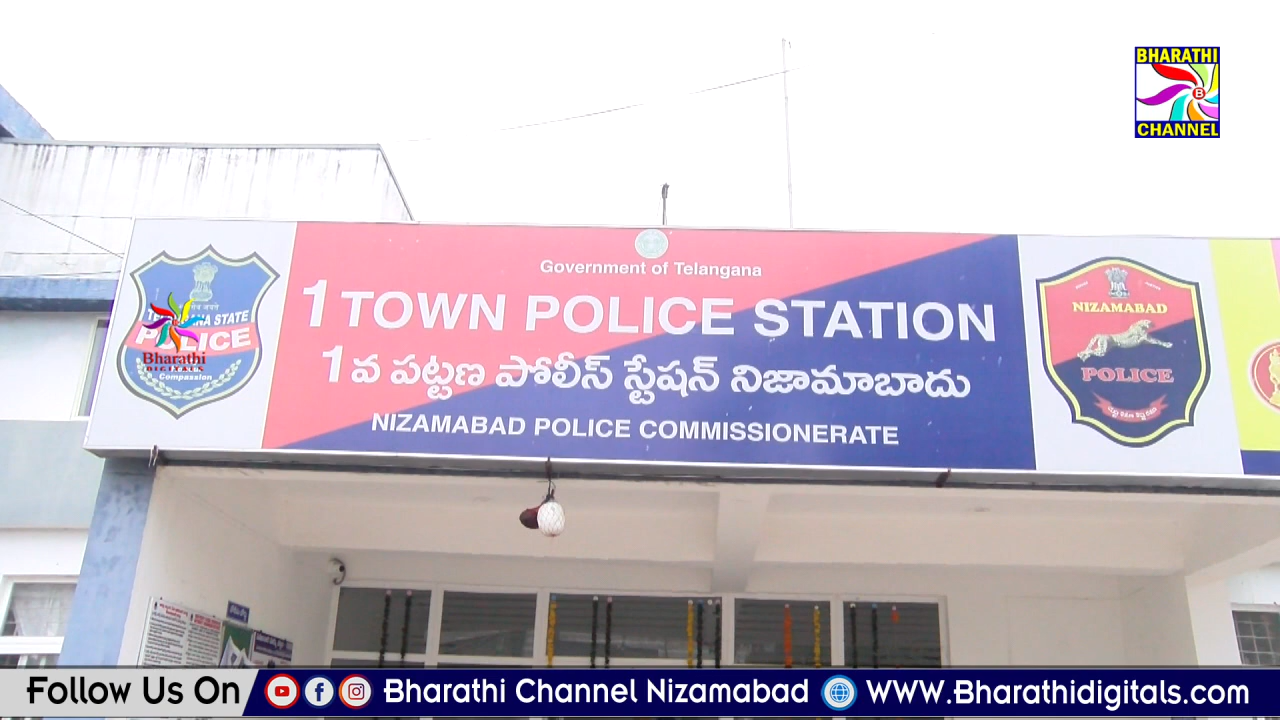 BHARATHI
B
CHANNEL
Government of Telangana
1 TOWN POLICE STATION
1వ పట్టణ పోలీస్ స్టేషన్ నిజామాబాదు
NIZAMABAD POLICE COMMISSIONERATE
STATE
POLICE
Bharathi
DIGITALS
Compassion
NIZAMABAD
POLICE
Follow Us On Bharathi Channel Nizamabad WWW.Bharathidigitals.com